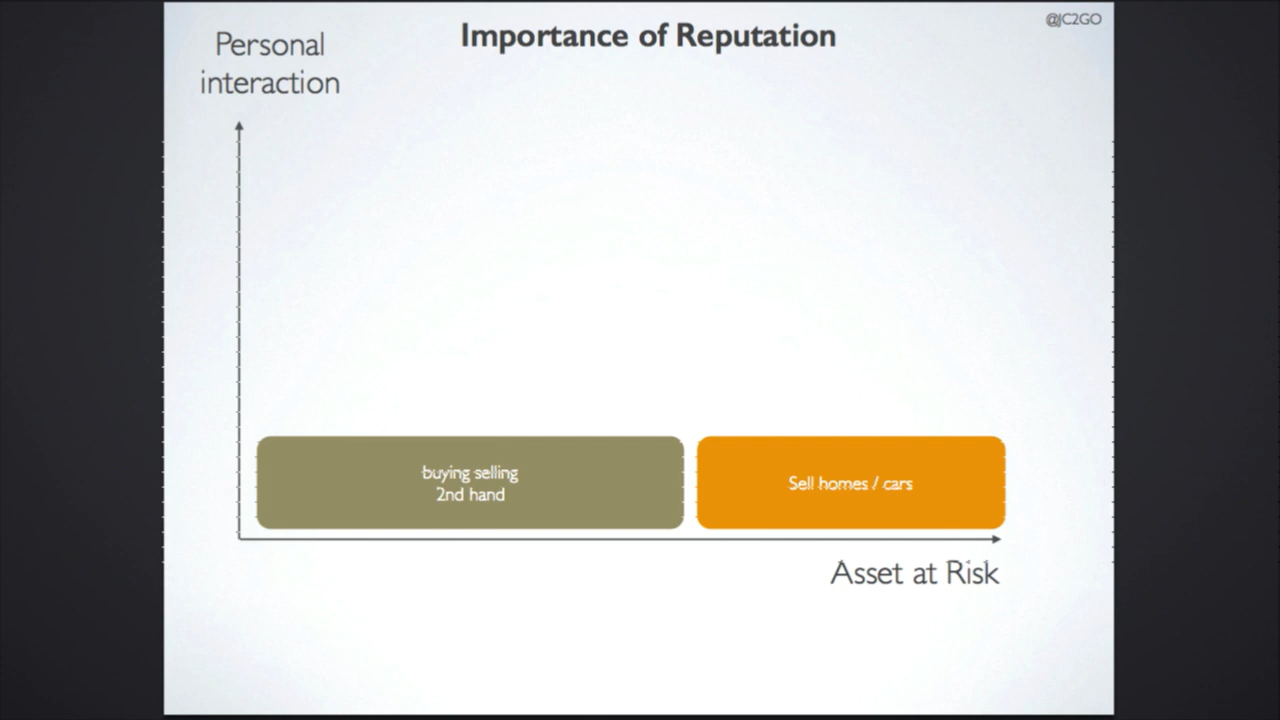 @JC2GO
Importance of Reputation
Personal
interaction
buying selling
2nd hand
Sell homes / cars
Asset at Risk